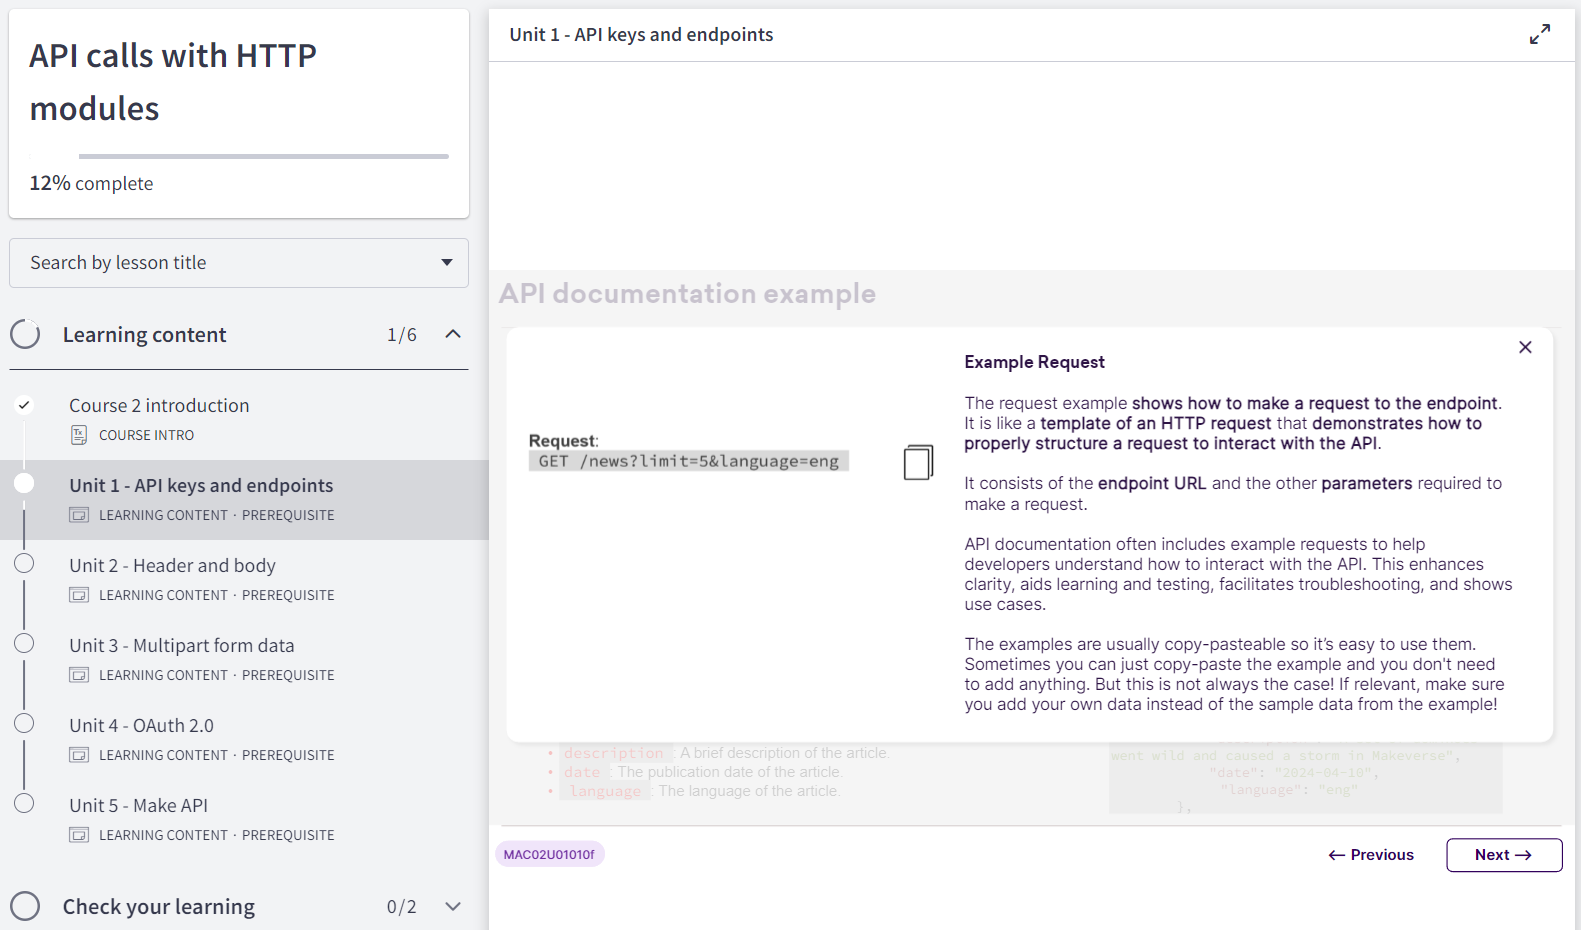 API calls with HTTP
modules
12% complete
Search by lesson title
Learning content 1/6
Course 2 introduction
COURSE INTRO
Unit 1 - API keys and endpoints
LEARNING CONTENT · PREREQUISITE
Unit 2 - Header and body
LEARNING CONTENT · PREREQUISITE
Unit 3 - Multipart form data
LEARNING CONTENT · PREREQUISITE
Unit 4 - OAuth 2.0
LEARNING CONTENT · PREREQUISITE
Unit 5 - Make API
LEARNING CONTENT · PREREQUISITE
Check your learning 0/2
Unit 1 - API keys and endpoints
API documentation example
Request:
GET /news?limit=5&language=eng
Example Request
The request example shows how to make a request to the endpoint.
It is like a template of an HTTP request that demonstrates how to
properly structure a request to interact with the API.
It consists of the endpoint URL and the other parameters required to
make a request.
API documentation often includes example requests to help
developers understand how to interact with the API. This enhances
clarity, aids learning and testing, facilitates troubleshooting, and shows
use cases.
The examples are usually copy-pasteable so it’s easy to use them.
Sometimes you can just copy-paste the example and you don't need
to add anything. But this is not always the case! If relevant, make sure
you add your own data instead of the sample data from the example!
• description : A brief description of the article.
• date : The publication date of the article.
• language : The language of the article.
went wild and caused a storm in Makeverse",
"date": "2024-04-10",
"language": "eng"
},
MAC02U01010f
← Previous
Next →